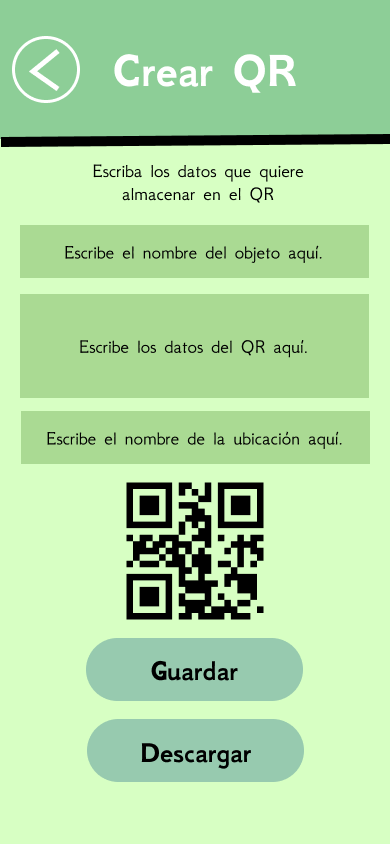 Crear QR
Escriba los datos que quiere
almacenar en el QR
Escribe el nombre del objeto aquí.
Escribe los datos del QR aquí.
Escribe el nombre de la ubicación aquí.
Guardar
Descargar